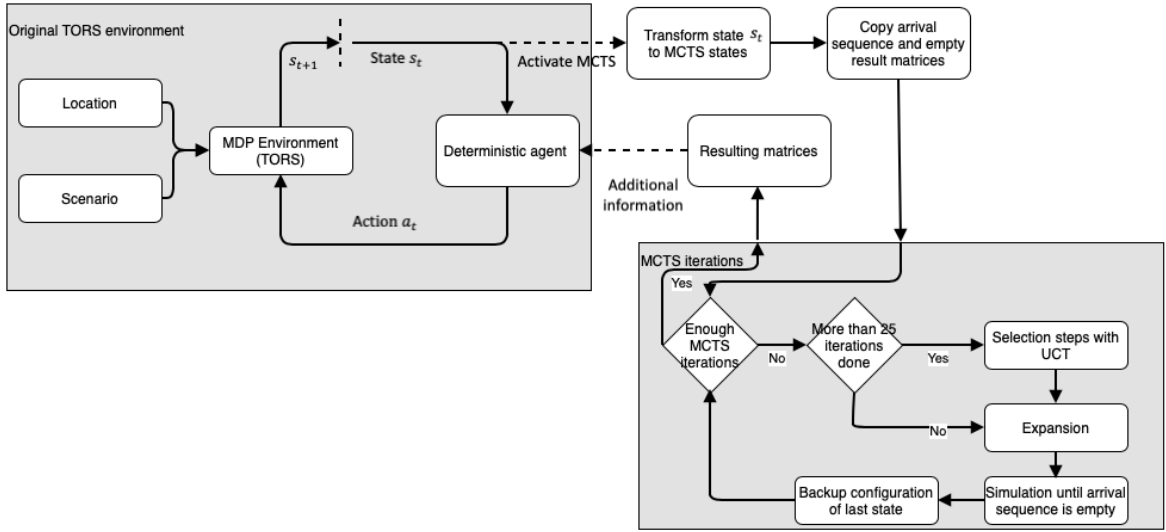 Original TORS environment
Location
Scenario
MDP Environment
(TORS)
s_{t+1}
State s_t
Activate MCTS
Deterministic agent
Action a_t
Transform state s_t
to MCTS states
Copy arrival
sequence and empty
result matrices
Resulting matrices
Additional
information
MCTS iterations
Yes
Enough
MCTS
iterations
No
More than 25
iterations
done
Yes
No
Selection steps with
UCT
Expansion
Simulation until arrival
sequence is empty
Backup configuration
of last state